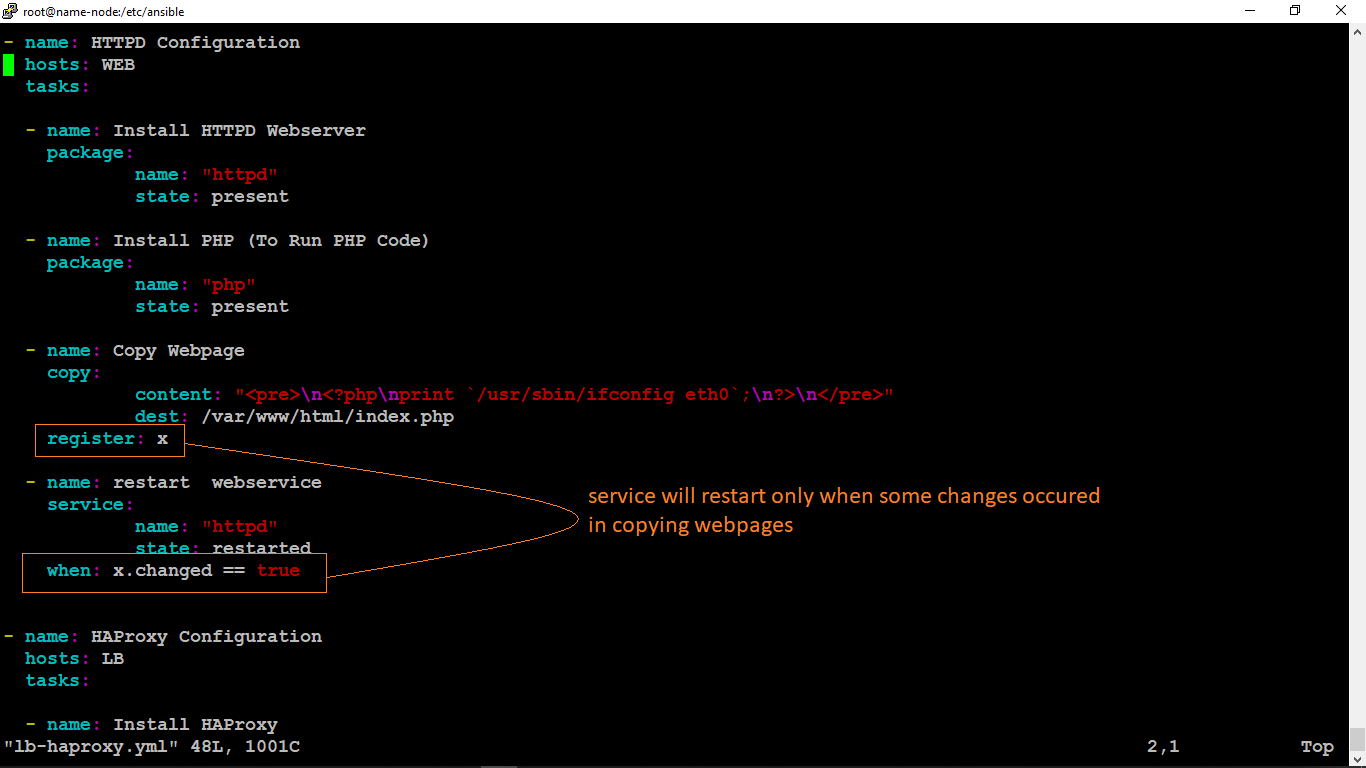 root@name-node:/etc/ansible
- name: HTTPD Configuration
  hosts: WEB
  tasks:
  - name: Install HTTPD Webserver
    package:
            name: "httpd"
            state: present
  - name: Install PHP (To Run PHP Code)
    package:
            name: "php"
            state: present
  - name: Copy Webpage
    copy:
            content: "<pre>\n<?php\nprint `/usr/sbin/ifconfig eth0`;\n?>\n</pre>"
            dest: /var/www/html/index.php
    register: x
  - name: restart  webservice
    service:
            name: "httpd"
            state: restarted
    when: x.changed == true
service will restart only when some changes occured
in copying webpages
- name: HAProxy Configuration
  hosts: LB
  tasks:
  - name: Install HAProxy
"lb-haproxy.yml" 48L, 1001C 2,1 Top